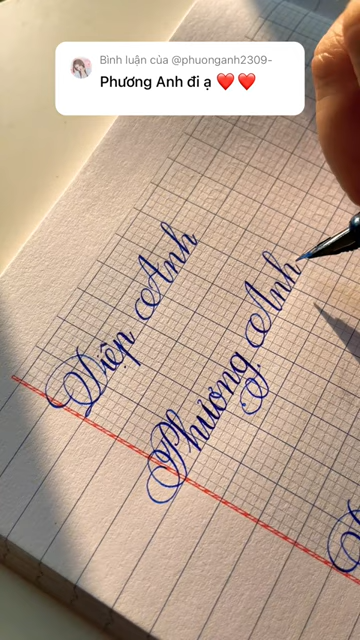 Bình luận của @phuonganh2309-
Phương Anh đi ạ ❤️❤️
Diệp Anh
Phương Anh